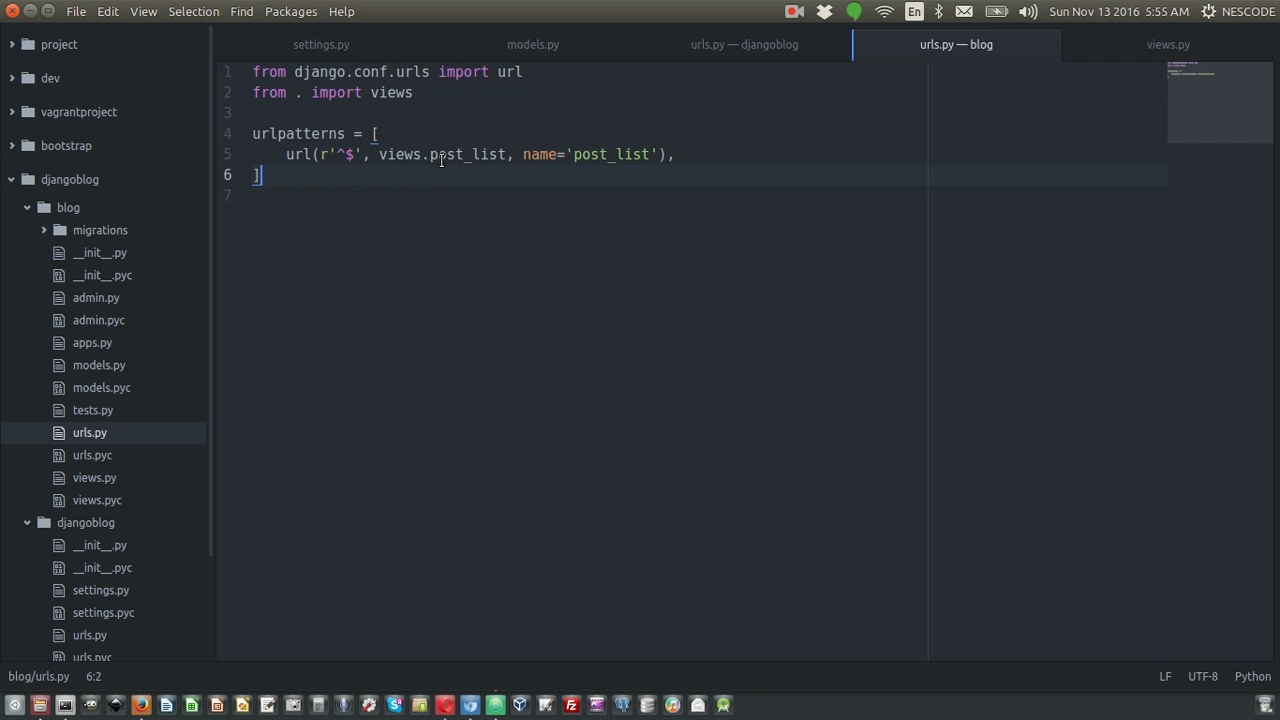 File Edit View Selection Find Packages Help
En Sun Nov 13 2016 5:55 AM NESCODE
project
dev
vagrantproject
bootstrap
djangoblog
blog
migrations
__init__.py
__init__.pyc
admin.py
admin.pyc
apps.py
models.py
models.pyc
tests.py
urls.py
urls.pyc
views.py
views.pyc
djangoblog
__init__.py
__init__.pyc
settings.py
settings.pyc
urls.py
urls.pyc
settings.py models.py urls.py — djangoblog urls.py — blog views.py
1 from django.conf.urls import url
2 from . import views
3
4 urlpatterns = [
5 url(r'^$', views.post_list, name='post_list'),
6 ]
7
blog/urls.py 6:2 LF UTF-8 Python